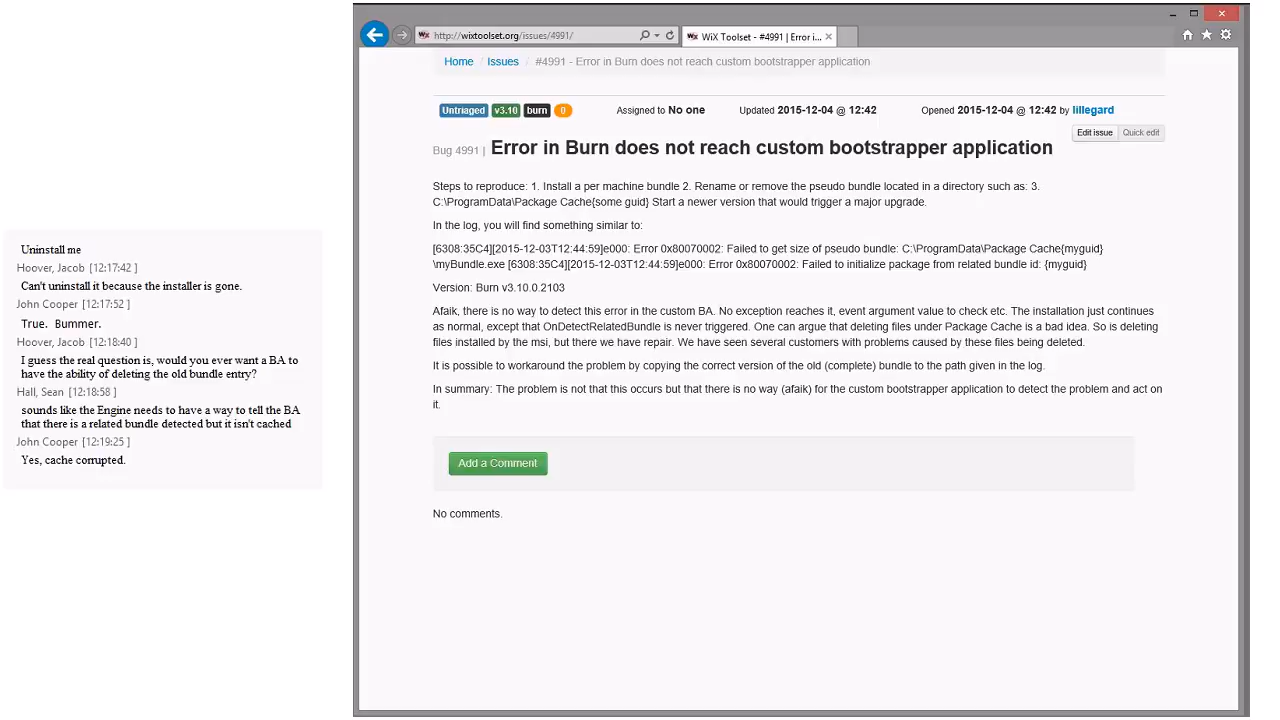 Uninstall me
Hoover, Jacob [12:17:42 ]
Can't uninstall it because the installer is gone.
John Cooper [12:17:52 ]
True. Bummer.
Hoover, Jacob [12:18:40 ]
I guess the real question is, would you ever want a BA to
have the ability of deleting the old bundle entry?
Hall, Sean [12:18:58 ]
sounds like the Engine needs to have a way to tell the BA
that there is a related bundle detected but it isn't cached
John Cooper [12:19:25 ]
Yes, cache corrupted.
http://wixtoolset.org/issues/4991/
WiX Toolset - #4991 | Error i...
Home / Issues / #4991 - Error in Burn does not reach custom bootstrapper application
Untriaged v3.10 burn 0 Assigned to No one Updated 2015-12-04 @ 12:42 Opened 2015-12-04 @ 12:42 by lillegard
Edit issue Quick edit
Bug 4991 | Error in Burn does not reach custom bootstrapper application
Steps to reproduce: 1. Install a per machine bundle 2. Rename or remove the pseudo bundle located in a directory such as: 3.
C:\ProgramData\Package Cache{some guid} Start a newer version that would trigger a major upgrade.
In the log, you will find something similar to:
[6308:35C4][2015-12-03T12:44:59]e000: Error 0x80070002: Failed to get size of pseudo bundle: C:\ProgramData\Package Cache{myguid}
\myBundle.exe [6308:35C4][2015-12-03T12:44:59]e000: Error 0x80070002: Failed to initialize package from related bundle id: {myguid}
Version: Burn v3.10.0.2103
Afaik, there is no way to detect this error in the custom BA. No exception reaches it, event argument value to check etc. The installation just continues
as normal, except that OnDetectRelatedBundle is never triggered. One can argue that deleting files under Package Cache is a bad idea. So is deleting
files installed by the msi, but there we have repair. We have seen several customers with problems caused by these files being deleted.
It is possible to workaround the problem by copying the correct version of the old (complete) bundle to the path given in the log.
In summary: The problem is not that this occurs but that there is no way (afaik) for the custom bootstrapper application to detect the problem and act on
it.
Add a Comment
No comments.